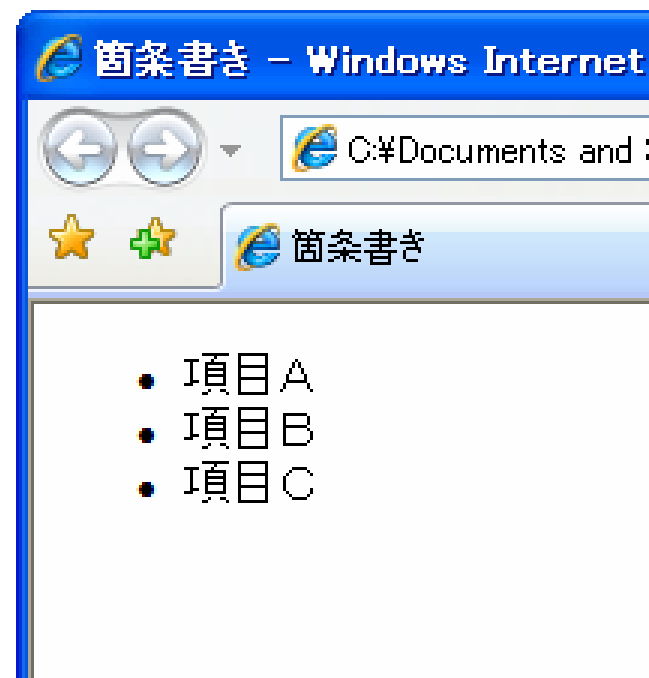 箇条書き - Windows Internet
C:¥Documents and
箇条書き
• 項目Ａ
• 項目Ｂ
• 項目Ｃ